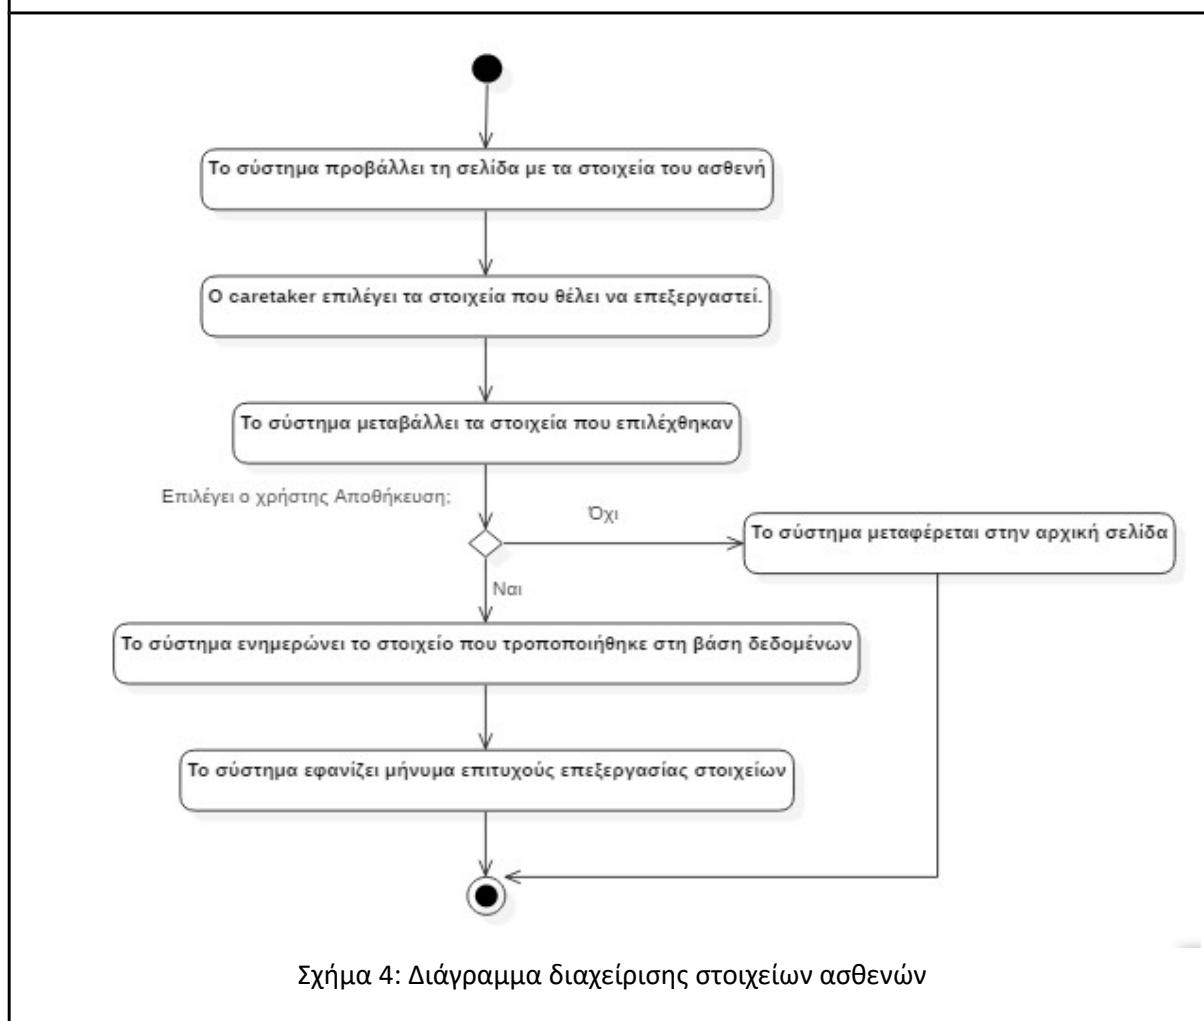 Το σύστημα προβάλλει τη σελίδα με τα στοιχεία του ασθενή
Ο caretaker επιλέγει τα στοιχεία που θέλει να επεξεργαστεί.
Το σύστημα μεταβάλλει τα στοιχεία που επιλέχθηκαν
Επιλέγει ο χρήστης Αποθήκευση;
Όχι
Το σύστημα μεταφέρεται στην αρχική σελίδα
Ναι
Το σύστημα ενημερώνει το στοιχείο που τροποποιήθηκε στη βάση δεδομένων
Το σύστημα εφανίζει μήνυμα επιτυχούς επεξεργασίας στοιχείων
Σχήμα 4: Διάγραμμα διαχείρισης στοιχείων ασθενών